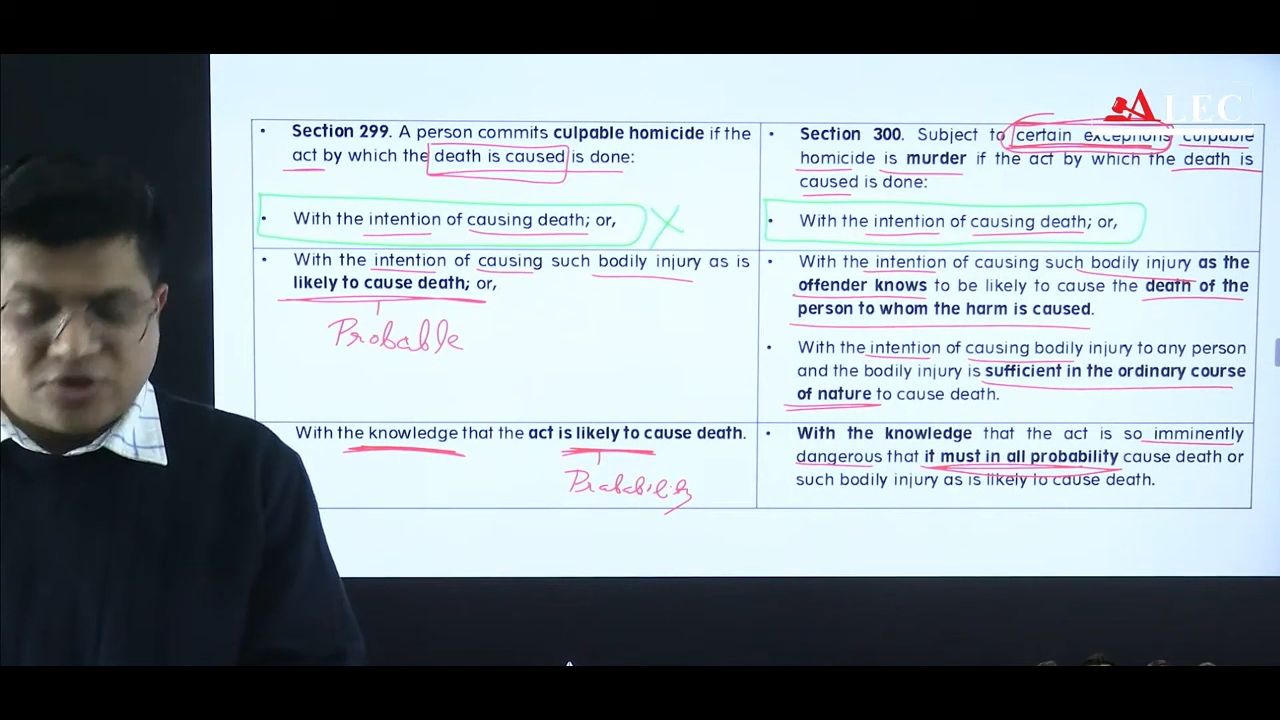 ALEC
Section 299. A person commits culpable homicide if the
act by which the death is caused is done:
With the intention of causing death; or,
With the intention of causing such bodily injury as is
likely to cause death; or,
Probable
With the knowledge that the act is likely to cause death.
Probability
Section 300. Subject to certain exceptions culpable
homicide is murder if the act by which the death is
caused is done:
With the intention of causing death; or,
With the intention of causing such bodily injury as the
offender knows to be likely to cause the death of the
person to whom the harm is caused.
With the intention of causing bodily injury to any person
and the bodily injury is sufficient in the ordinary course
of nature to cause death.
With the knowledge that the act is so imminently
dangerous that it must in all probability cause death or
such bodily injury as is likely to cause death.